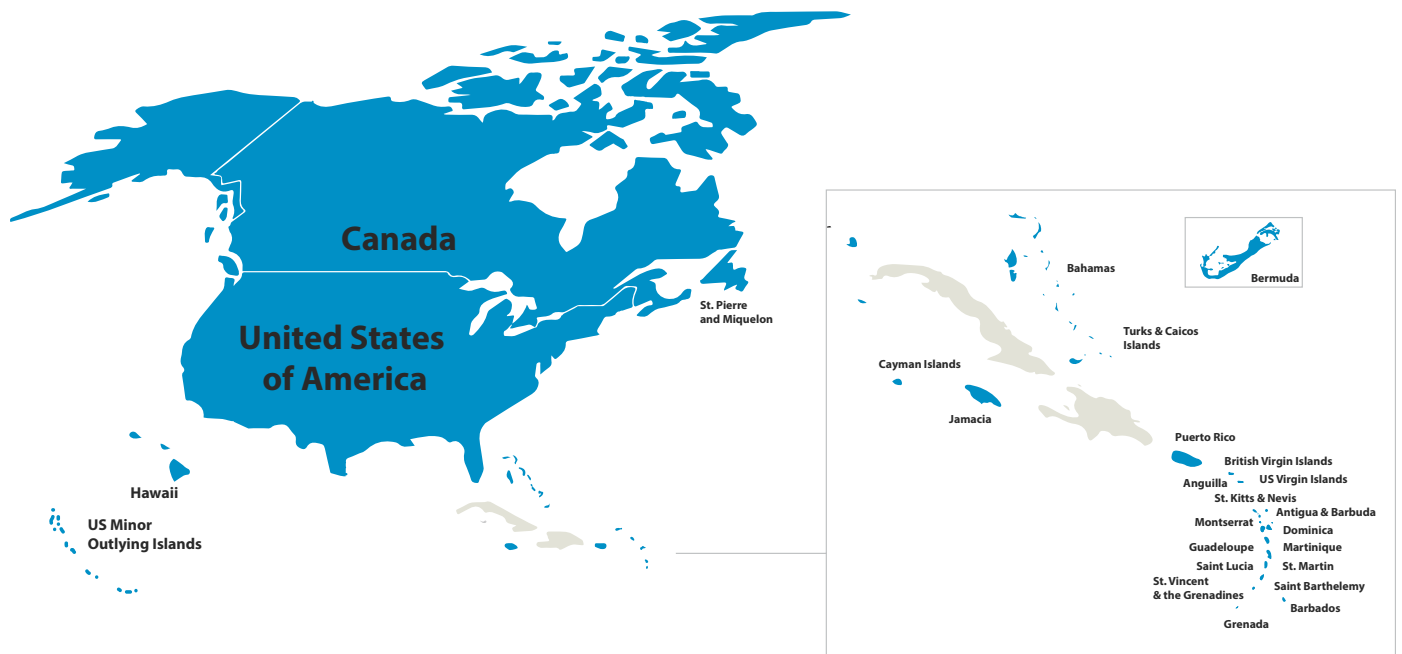 Canada
United States
of America
St. Pierre
and Miquelon
Hawaii
US Minor
Outlying Islands
Bahamas
Bermuda
Turks & Caicos
Islands
Cayman Islands
Jamacia
Puerto Rico
British Virgin Islands
Anguilla
US Virgin Islands
St. Kitts & Nevis
Antigua & Barbuda
Montserrat
Dominica
Guadeloupe
Martinique
Saint Lucia
St. Martin
St. Vincent
& the Grenadines
Saint Barthelemy
Barbados
Grenada